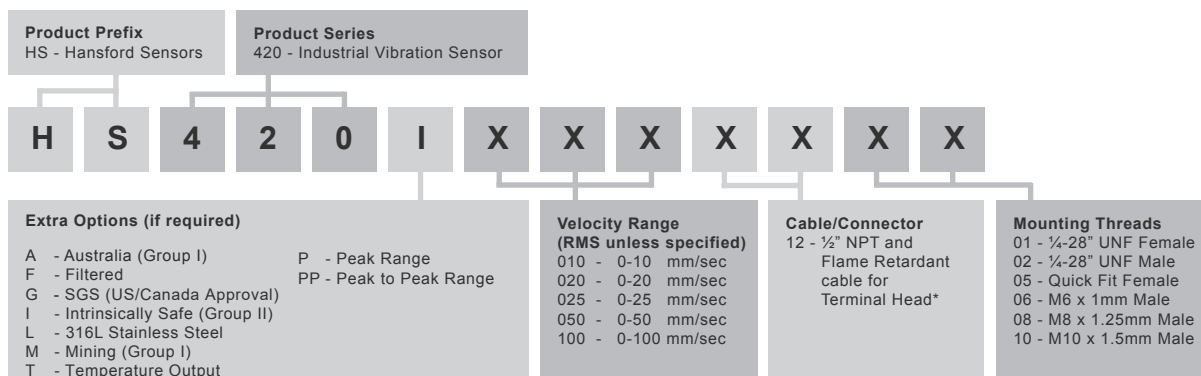 Product Prefix
HS - Hansford Sensors
Product Series
420 - Industrial Vibration Sensor
H S 4 2 0 I X X X X X X X
Extra Options (if required)
A - Australia (Group I)
F - Filtered
G - SGS (US/Canada Approval)
I - Intrinsically Safe (Group II)
L - 316L Stainless Steel
M - Mining (Group I)
T - Temperature Output
P - Peak Range
PP - Peak to Peak Range
Velocity Range
(RMS unless specified)
010 - 0-10 mm/sec
020 - 0-20 mm/sec
025 - 0-25 mm/sec
050 - 0-50 mm/sec
100 - 0-100 mm/sec
Cable/Connector
12 - ½” NPT and
Flame Retardant
cable for
Terminal Head*
Mounting Threads
01 - ¼-28” UNF Female
02 - ¼-28” UNF Male
05 - Quick Fit Female
06 - M6 x 1mm Male
08 - M8 x 1.25mm Male
10 - M10 x 1.5mm Male